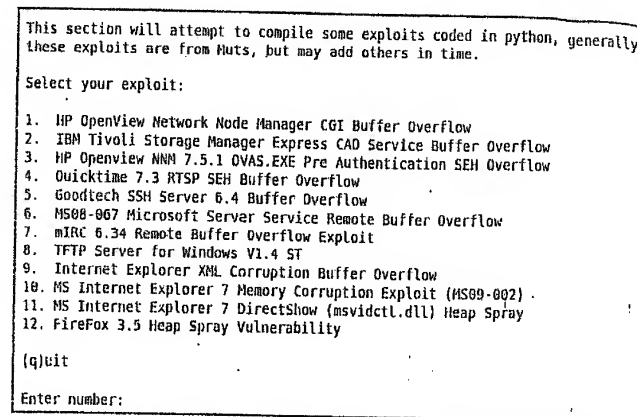 This section will attempt to compile some exploits coded in python, generally
these exploits are from Muts, but may add others in time.
Select your exploit:
1. HP OpenView Network Node Manager CGI Buffer Overflow
2. IBM Tivoli Storage Manager Express CAD Service Buffer Overflow
3. HP Openview NNM 7.5.1 OVAS.EXE Pre Authentication SEH Overflow
4. Quicktime 7.3 RTSP SEH Buffer Overflow
5. Goodtech SSH Server 6.4 Buffer Overflow
6. MS08-067 Microsoft Server Service Remote Buffer Overflow
7. mIRC 6.34 Remote Buffer Overflow Exploit
8. TFTP Server for Windows V1.4 ST
9. Internet Explorer XML Corruption Buffer Overflow
10. MS Internet Explorer 7 Memory Corruption Exploit (MS09-002)
11. MS Internet Explorer 7 DirectShow (msvidctl.dll) Heap Spray
12. FireFox 3.5 Heap Spray Vulnerability
(q)uit
Enter number: